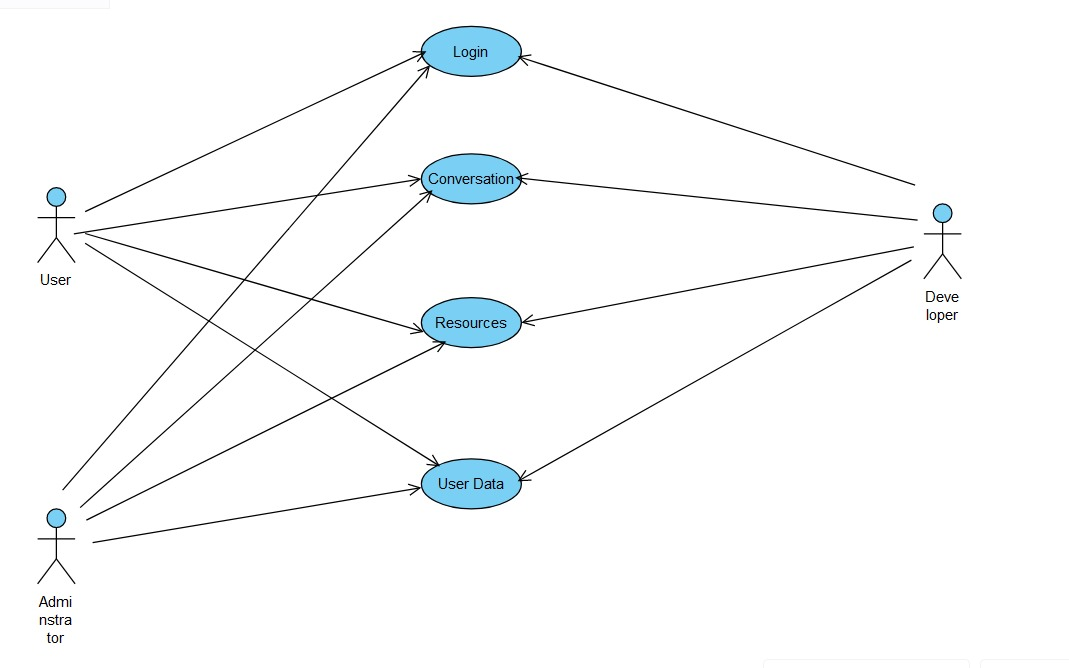 Login
Conversation
User
Resources
Deve
loper
User Data
Admi
nstra
tor